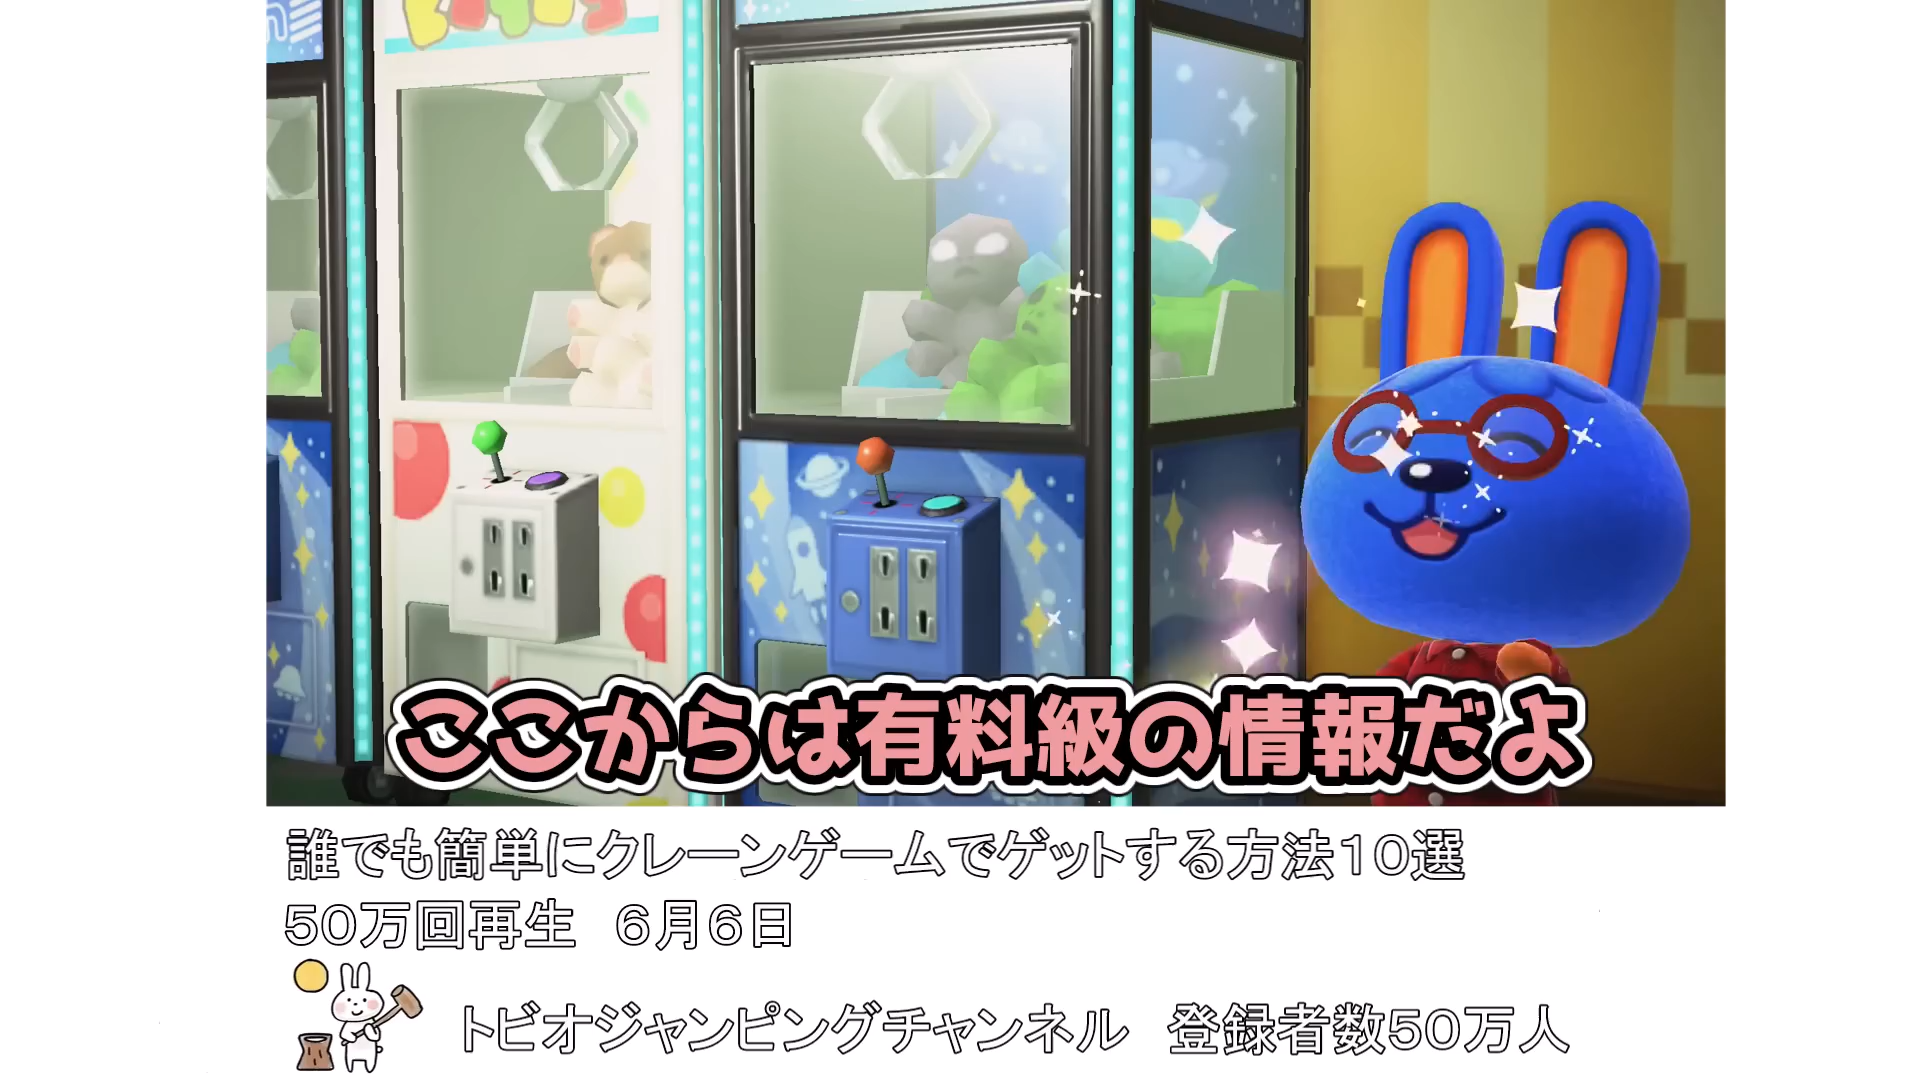 ここからは有料級の情報だよ
誰でも簡単にクレーンゲームでゲットする方法１０選
５０万回再生　６月６日
トビオジャンピングチャンネル　登録者数５０万人